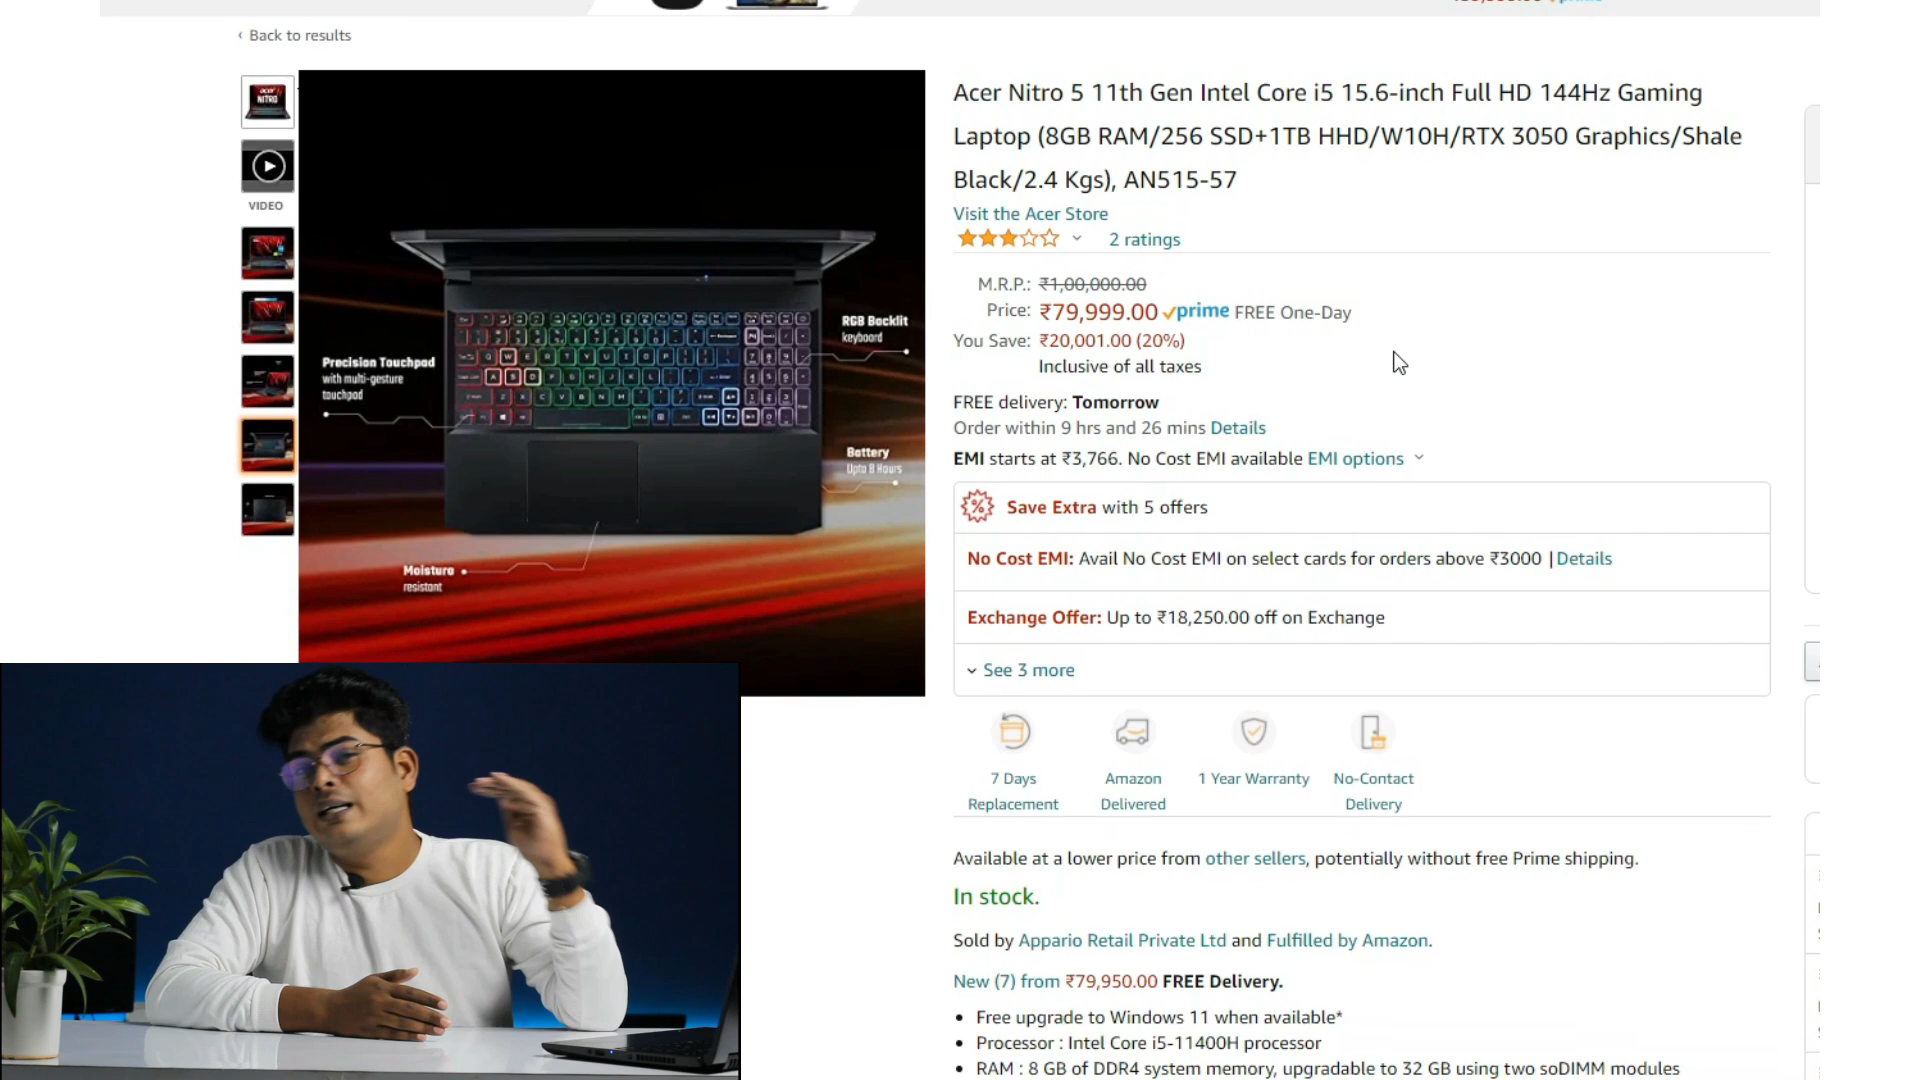 ‹ Back to results
acer
NITRO
VIDEO
Precision Touchpad
with multi-gesture
touchpad
RGB Backlit
keyboard
Battery
Upto 8 Hours
Moisture
resistant
Acer Nitro 5 11th Gen Intel Core i5 15.6-inch Full HD 144Hz Gaming
Laptop (8GB RAM/256 SSD+1TB HHD/W10H/RTX 3050 Graphics/Shale
Black/2.4 Kgs), AN515-57
Visit the Acer Store
2 ratings
M.R.P.: ₹1,00,000.00
Price: ₹79,999.00 prime FREE One-Day
You Save: ₹20,001.00 (20%)
Inclusive of all taxes
FREE delivery: Tomorrow
Order within 9 hrs and 26 mins Details
EMI starts at ₹3,766. No Cost EMI available EMI options
% Save Extra with 5 offers
No Cost EMI: Avail No Cost EMI on select cards for orders above ₹3000 | Details
Exchange Offer: Up to ₹18,250.00 off on Exchange
See 3 more
7 Days
Replacement
Amazon
Delivered
1 Year Warranty
No-Contact
Delivery
Available at a lower price from other sellers, potentially without free Prime shipping.
In stock.
Sold by Appario Retail Private Ltd and Fulfilled by Amazon.
New (7) from ₹79,950.00 FREE Delivery.
• Free upgrade to Windows 11 when available*
• Processor : Intel Core i5-11400H processor
• RAM : 8 GB of DDR4 system memory, upgradable to 32 GB using two soDIMM modules